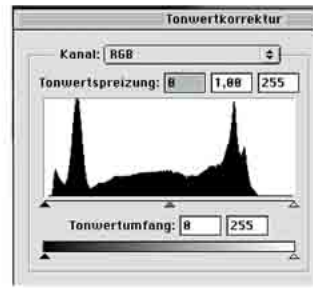 Tonwertkorrektur
Kanal: RGB
Tonwertspreizung: 0 1,00 255
Tonwertumfang: 0 255